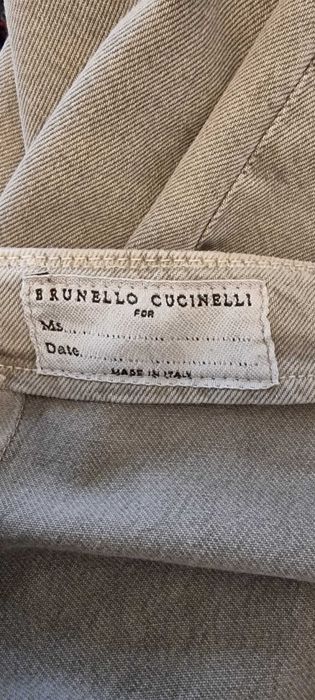 BRUNELLO CUCINELLI
FOR
Ms..............................
Date............................
MADE IN ITALY